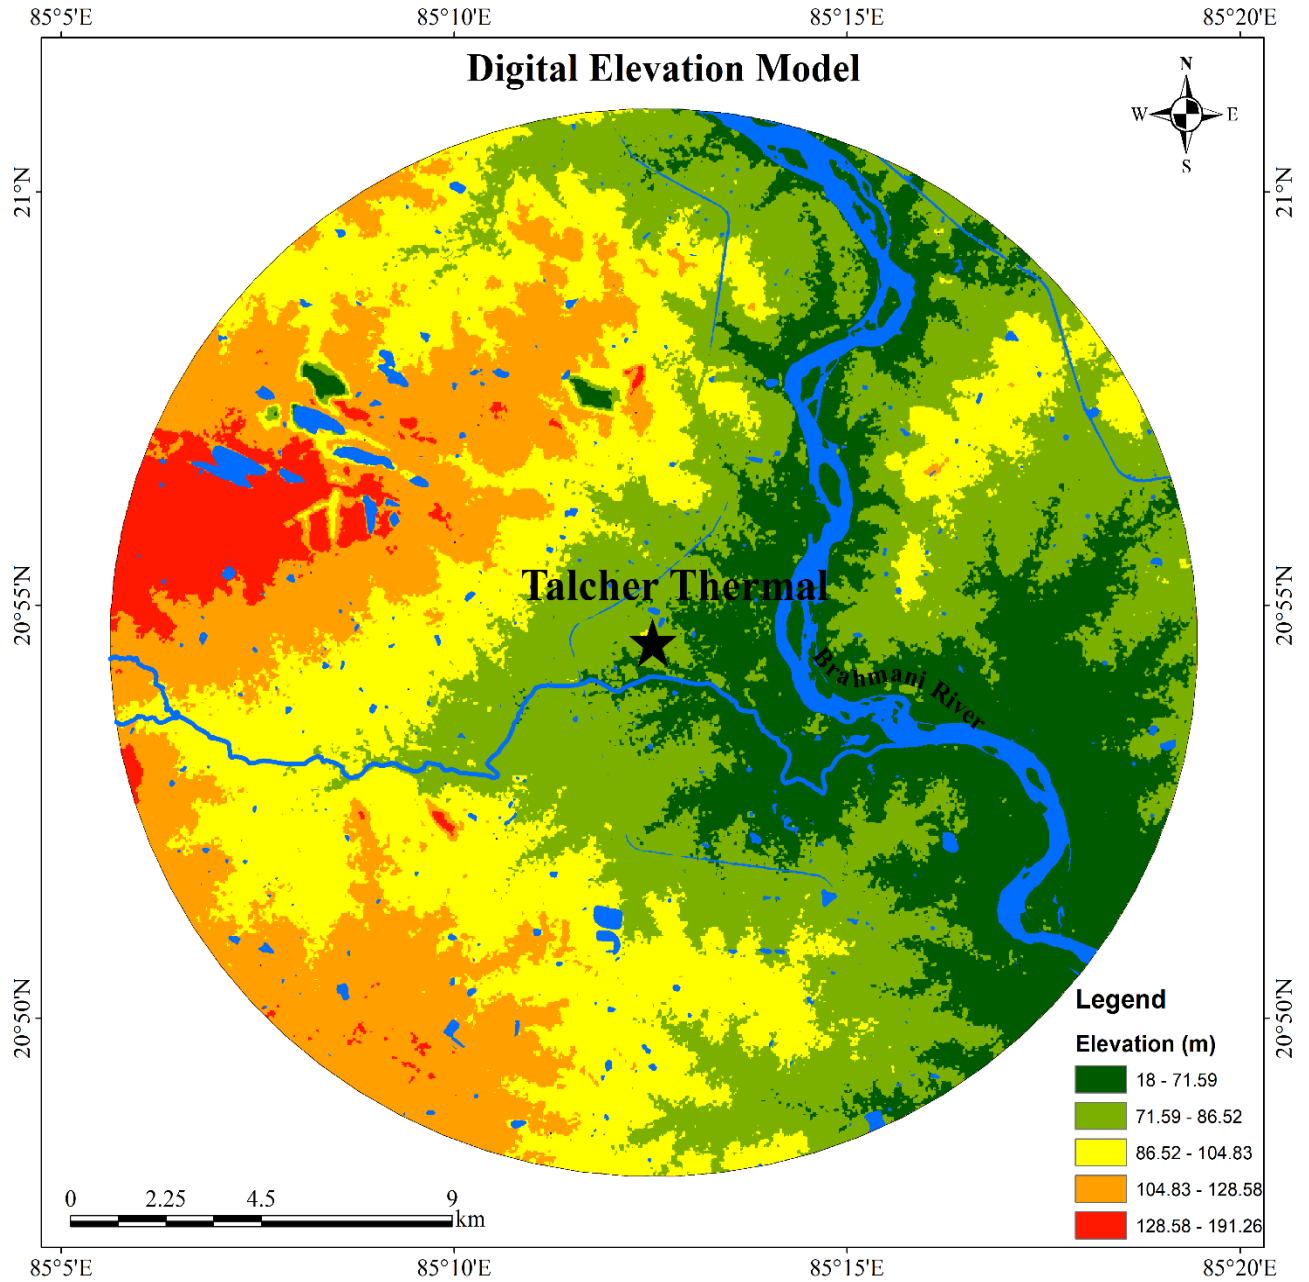 85°5'E 85°10'E 85°15'E 85°20'E
Digital Elevation Model
N
W E
S
21°N 21°N
Talcher Thermal
20°55'N 20°55'N
Brahmani River
20°50'N 20°50'N
Legend
Elevation (m)
18 - 71.59
71.59 - 86.52
86.52 - 104.83
104.83 - 128.58
128.58 - 191.26
0 2.25 4.5 9
km
85°5'E 85°10'E 85°15'E 85°20'E